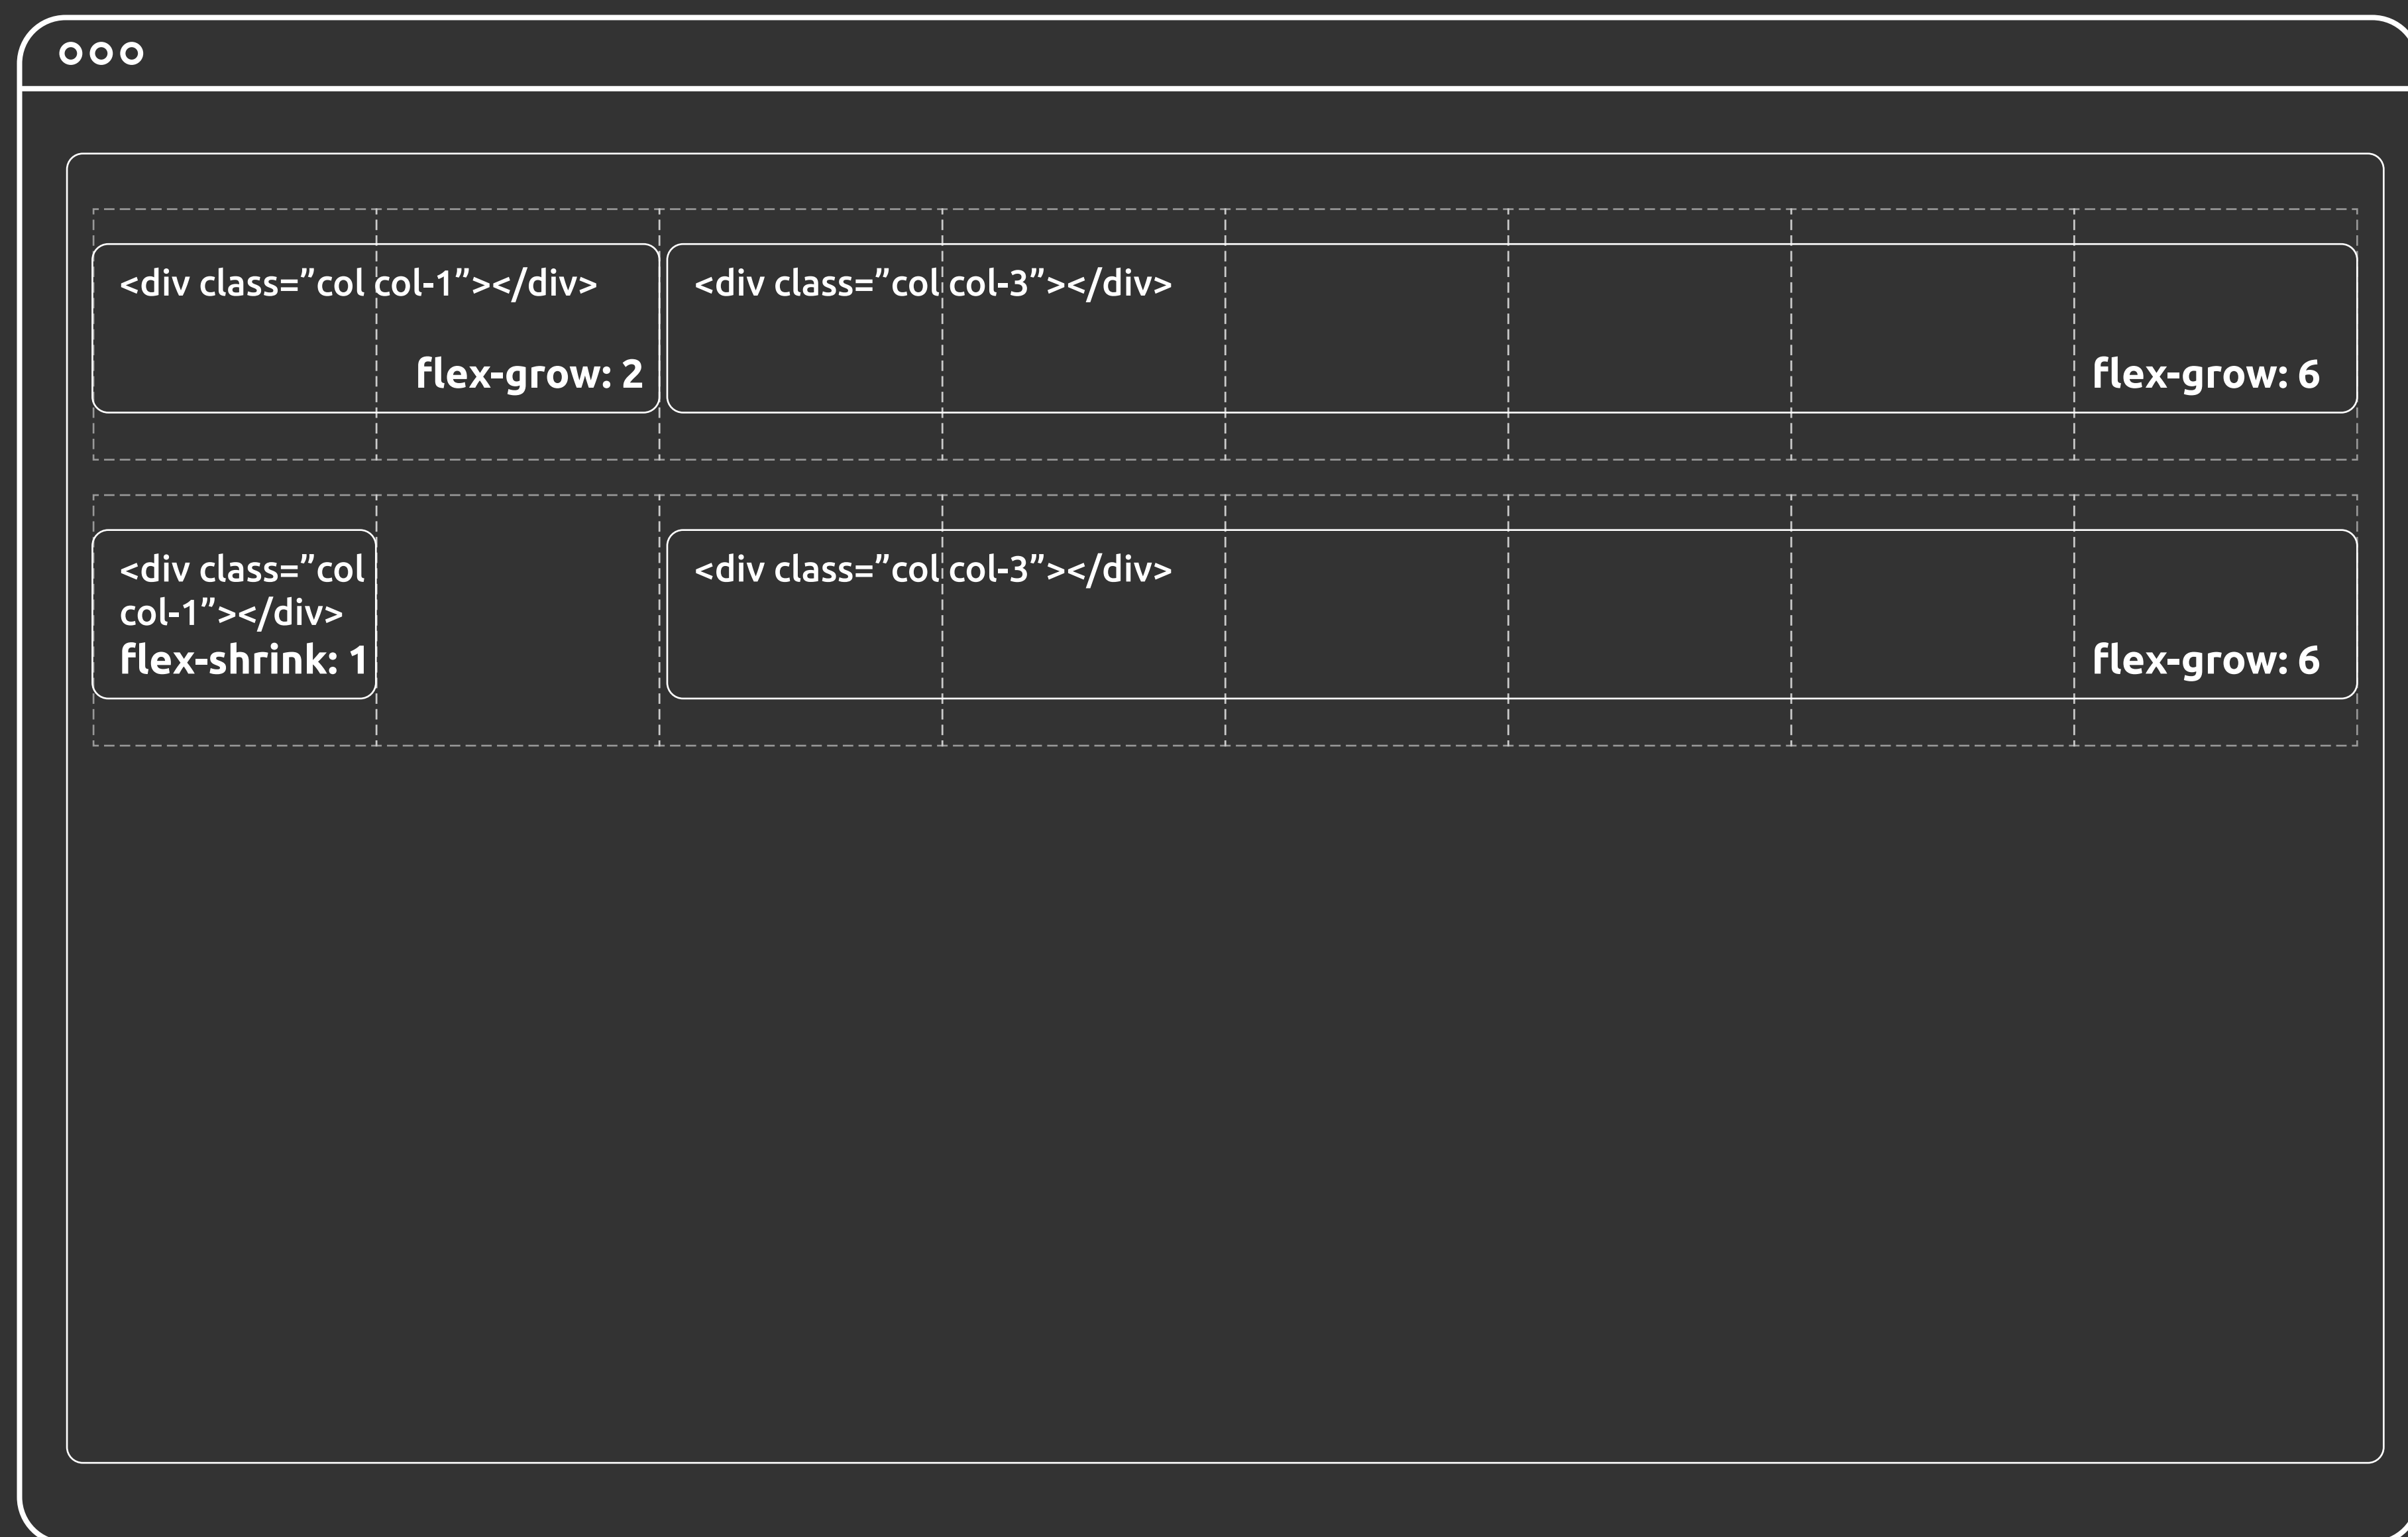 <div class=”col col-1”></div>
<div class=”col col-3”></div>
flex-grow: 2
flex-grow: 6
<div class=”col
col-1”></div>
flex-shrink: 1
<div class=”col col-3”></div>
flex-grow: 6